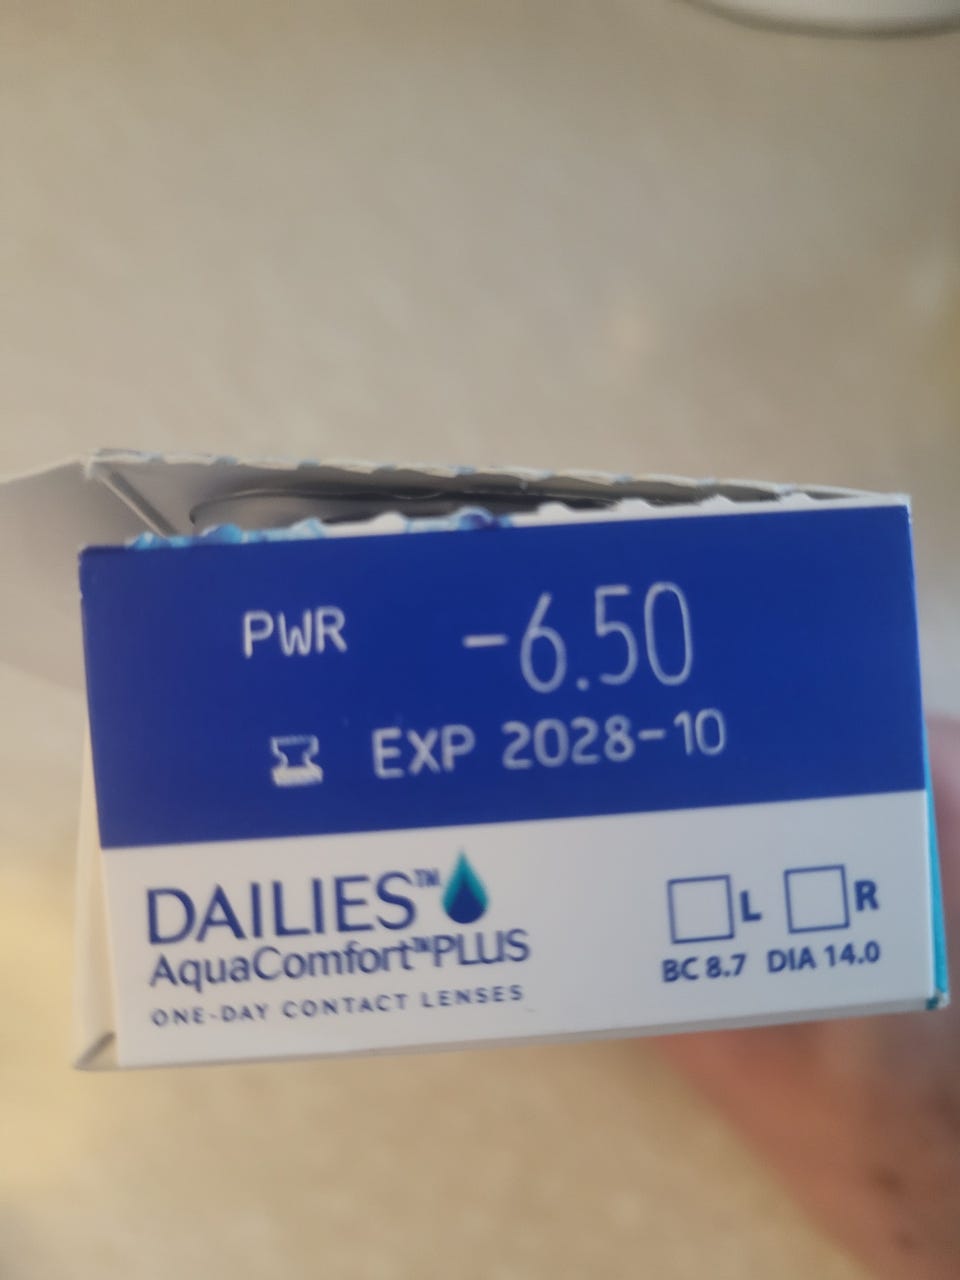 PWR -6.50
EXP 2028-10
DAILIES™
AquaComfort™PLUS
ONE-DAY CONTACT LENSES
L R
BC 8.7 DIA 14.0